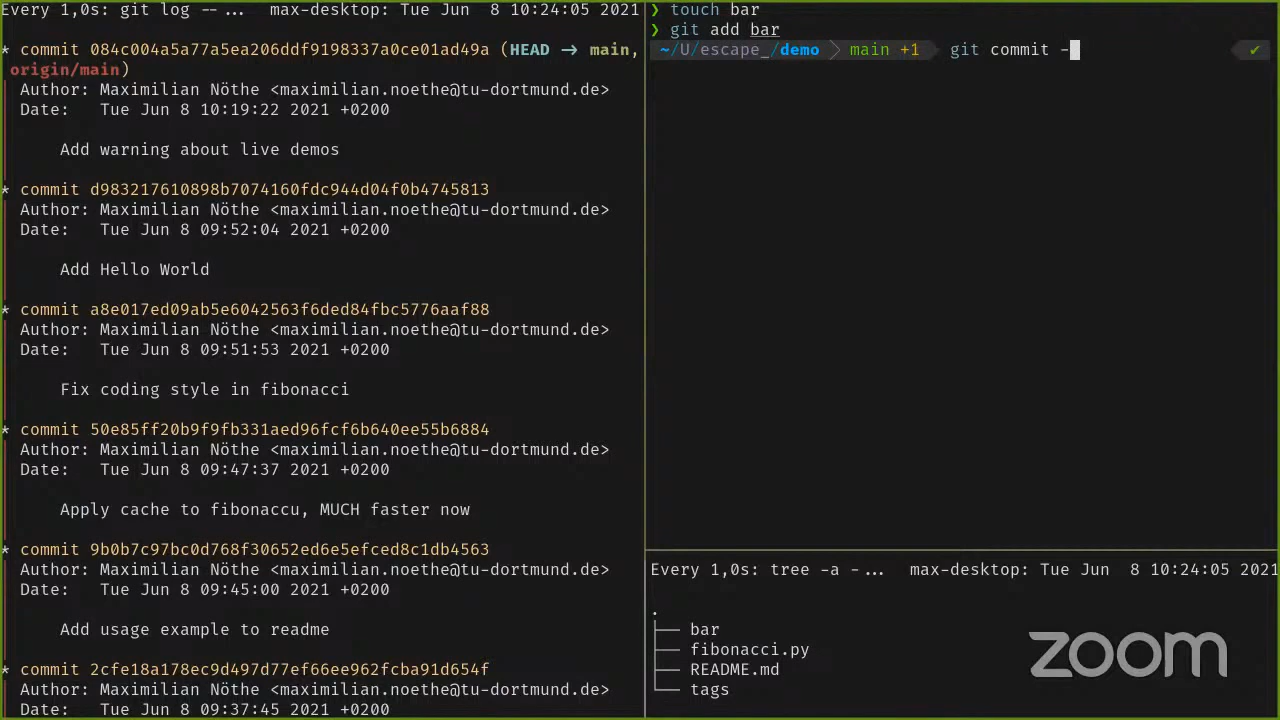 Every 1,0s: git log --... max-desktop: Tue Jun 8 10:24:05 2021
* commit 084c004a5a77a5ea206ddf9198337a0ce01ad49a (HEAD -> main,
origin/main)
Author: Maximilian Nöthe <maximilian.noethe@tu-dortmund.de>
Date: Tue Jun 8 10:19:22 2021 +0200
Add warning about live demos
* commit d983217610898b7074160fdc944d04f0b4745813
Author: Maximilian Nöthe <maximilian.noethe@tu-dortmund.de>
Date: Tue Jun 8 09:52:04 2021 +0200
Add Hello World
* commit a8e017ed09ab5e6042563f6ded84fbc5776aaf88
Author: Maximilian Nöthe <maximilian.noethe@tu-dortmund.de>
Date: Tue Jun 8 09:51:53 2021 +0200
Fix coding style in fibonacci
* commit 50e85ff20b9f9fb331aed96fcf6b640ee55b6884
Author: Maximilian Nöthe <maximilian.noethe@tu-dortmund.de>
Date: Tue Jun 8 09:47:37 2021 +0200
Apply cache to fibonaccu, MUCH faster now
* commit 9b0b7c97bc0d768f30652ed6e5efced8c1db4563
Author: Maximilian Nöthe <maximilian.noethe@tu-dortmund.de>
Date: Tue Jun 8 09:45:00 2021 +0200
Add usage example to readme
* commit 2cfe18a178ec9d497d77ef66ee962fcba91d654f
Author: Maximilian Nöthe <maximilian.noethe@tu-dortmund.de>
Date: Tue Jun 8 09:37:45 2021 +0200
❯ touch bar
❯ git add bar
~/U/escape_/demo main +1 git commit - ✔
Every 1,0s: tree -a -... max-desktop: Tue Jun 8 10:24:05 2021
.
├── bar
├── fibonacci.py
├── README.md
└── tags
zoom